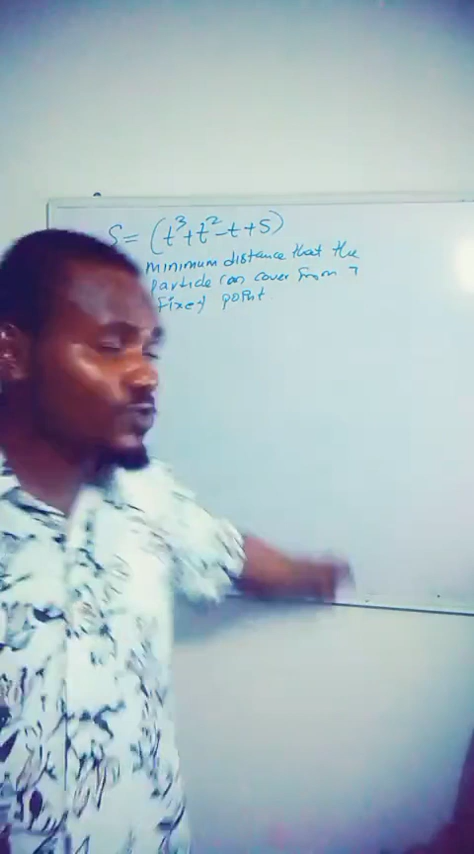 S= (t³+t²-t+5)
minimum distance that the
particle can cover from a
fixed point.